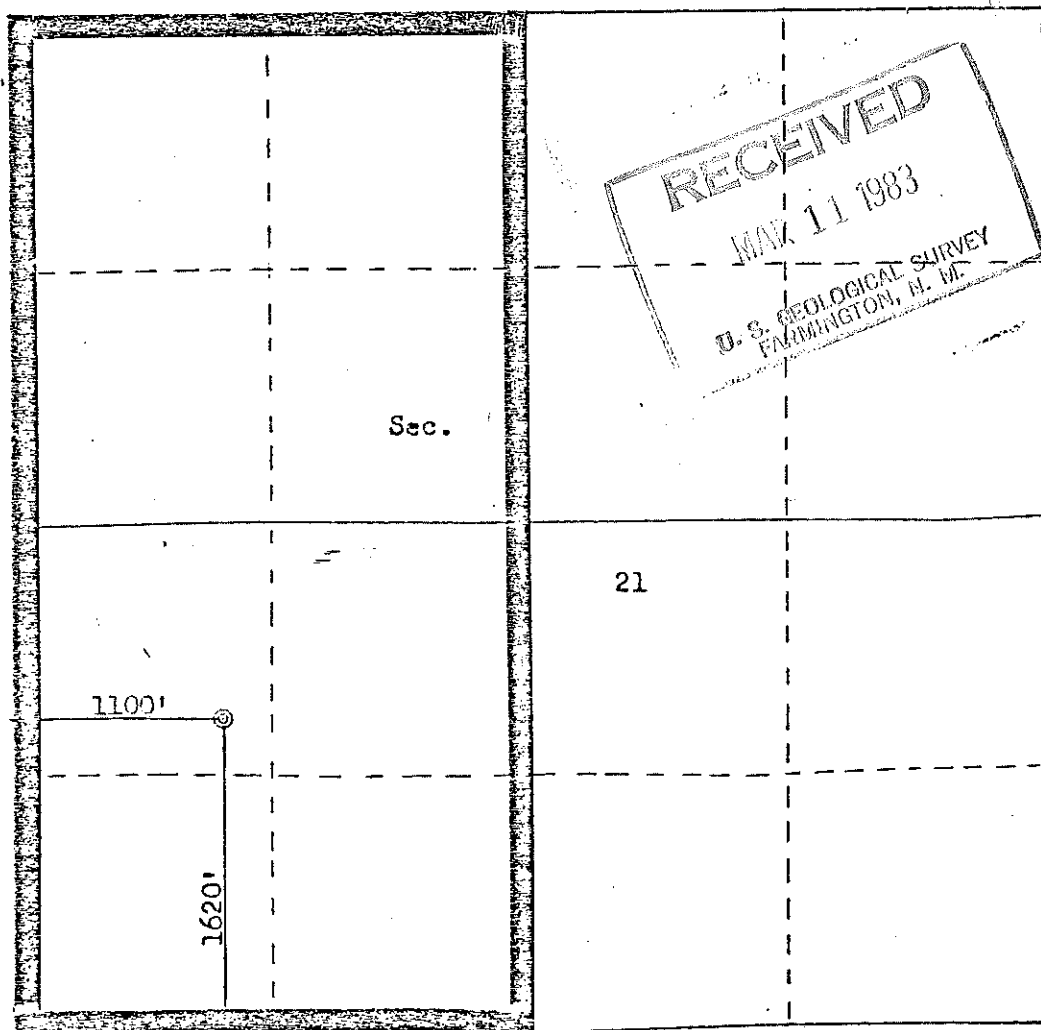 RECEIVED
MAR 11 1983
U. S. GEOLOGICAL SURVEY
FARMINGTON, N. M.
Sec.
21
1100'
1620'